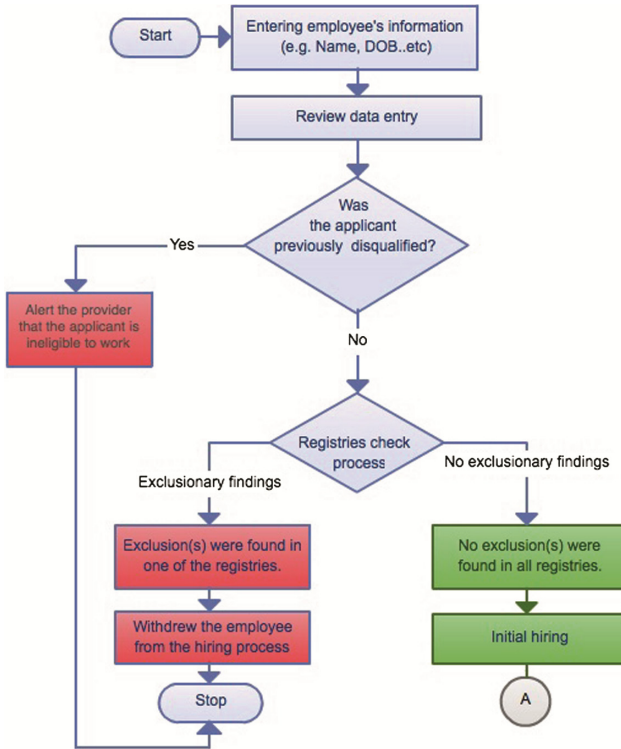 Start
Entering employee's information
(e.g. Name, DOB..etc)
Review data entry
Was
the applicant
previously disqualified?
Yes
Alert the provider
that the applicant is
ineligible to work
No
Registries check
process
Exclusionary findings
No exclusionary findings
Exclusion(s) were found in
one of the registries.
No exclusion(s) were
found in all registries.
Withdrew the employee
from the hiring process
Initial hiring
Stop
A